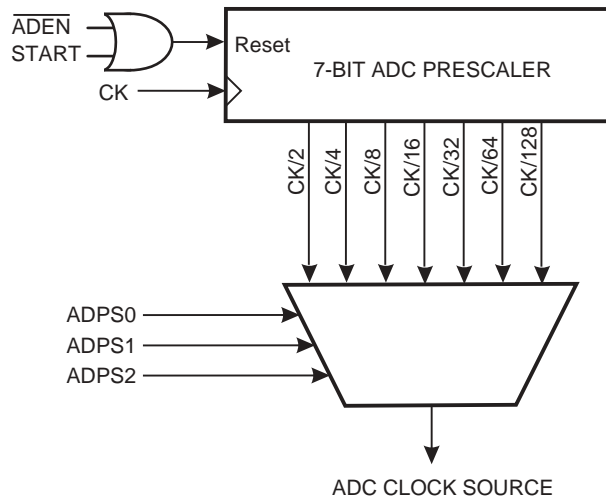 ADEN
START
Reset
CK
7-BIT ADC PRESCALER
CK/2
CK/4
CK/8
CK/16
CK/32
CK/64
CK/128
ADPS0
ADPS1
ADPS2
ADC CLOCK SOURCE